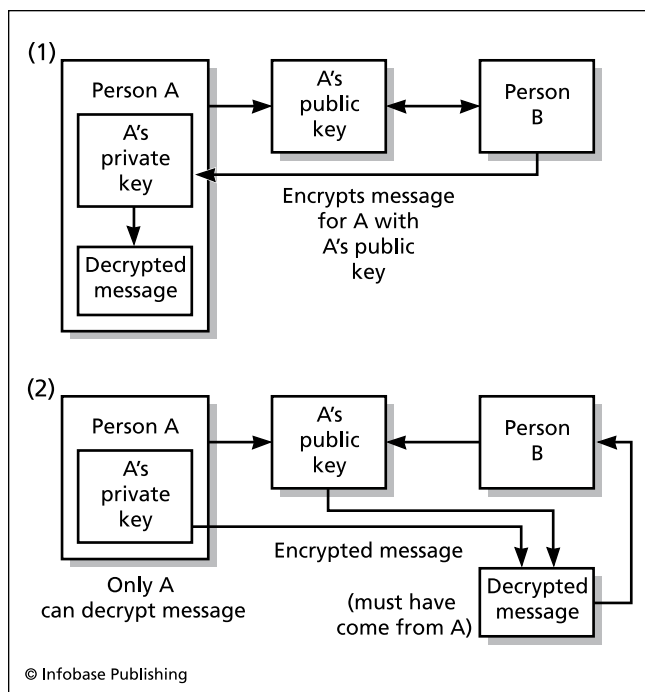 (1)
Person A
A's
private
key
Decrypted
message
A's
public
key
Person
B
Encrypts message
for A with
A's public
key
(2)
Person A
A's
private
key
A's
public
key
Person
B
Encrypted message
Only A
can decrypt message
(must have
come from A)
Decrypted
message
© Infobase Publishing